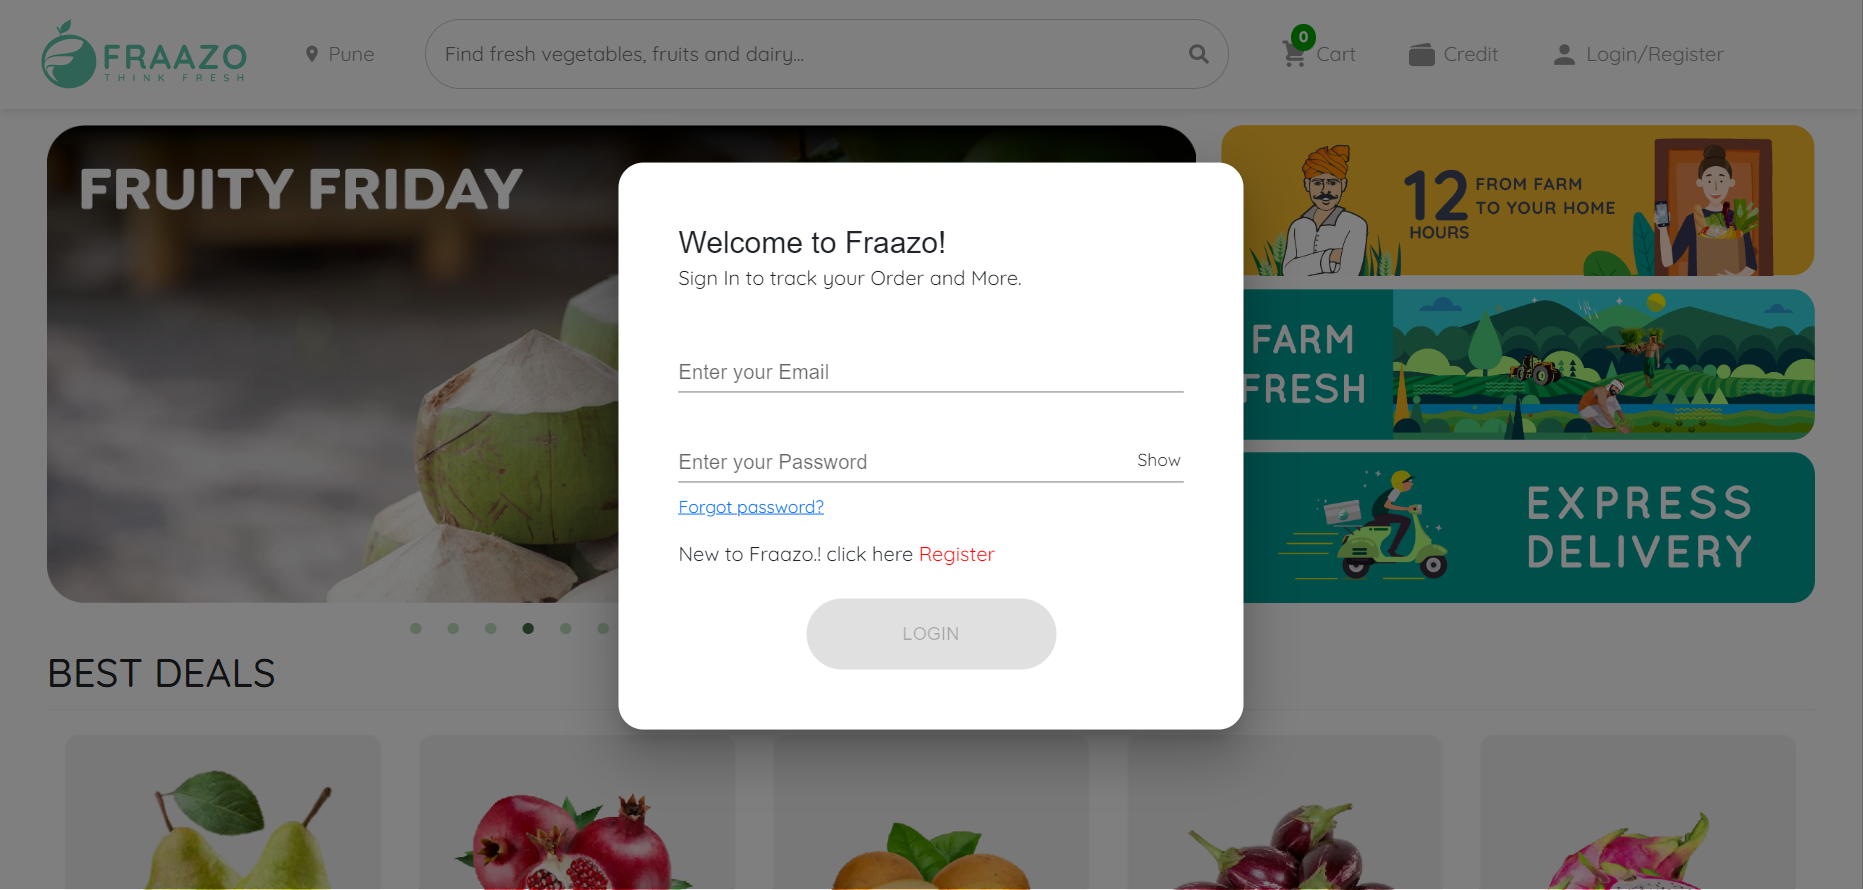 FRAAZO
THINK FRESH
Pune
Find fresh vegetables, fruits and dairy...
0
Cart
Credit
Login/Register
FRUITY FRIDAY
12 FROM FARM
TO YOUR HOME
HOURS
Welcome to Fraazo!
Sign In to track your Order and More.
FARM
FRESH
Enter your Email
Enter your Password
Show
Forgot password?
New to Fraazo.! click here Register
EXPRESS
DELIVERY
LOGIN
BEST DEALS